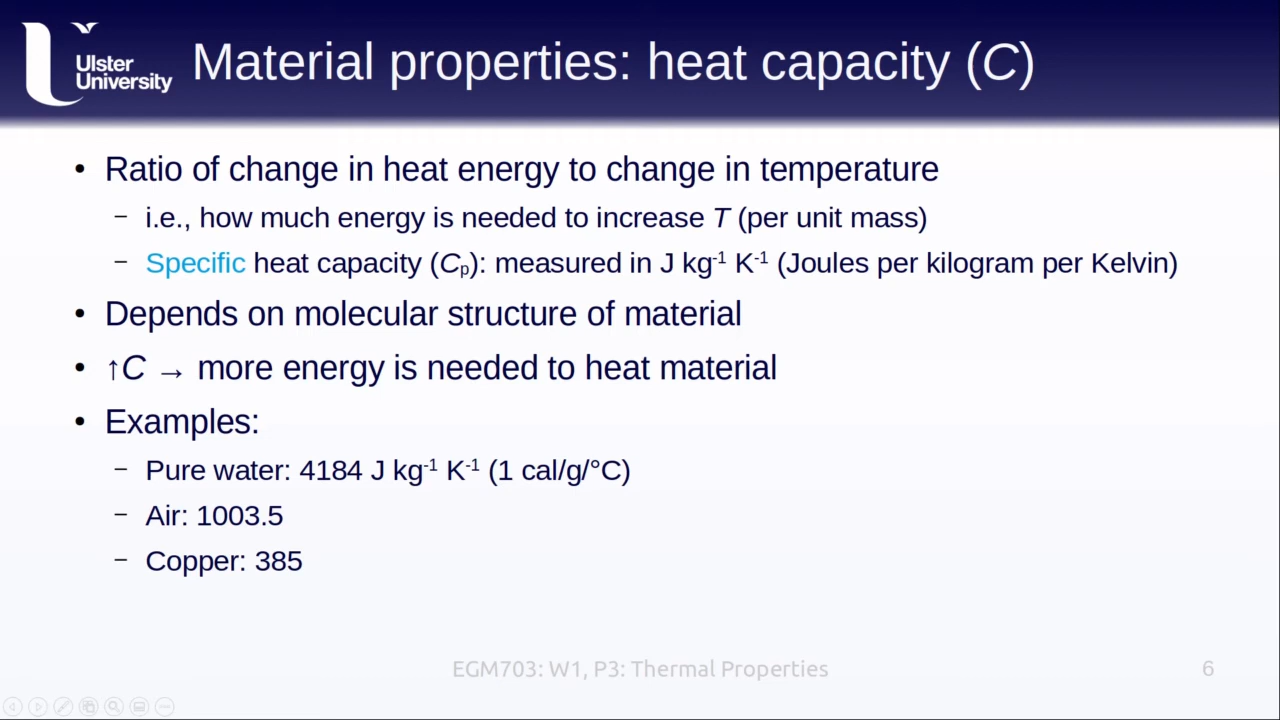 Ulster
University
Material properties: heat capacity (C)
• Ratio of change in heat energy to change in temperature
– i.e., how much energy is needed to increase T (per unit mass)
– Specific heat capacity (Cₚ): measured in J kg⁻¹ K⁻¹ (Joules per kilogram per Kelvin)
• Depends on molecular structure of material
• ↑C → more energy is needed to heat material
• Examples:
– Pure water: 4184 J kg⁻¹ K⁻¹ (1 cal/g/°C)
– Air: 1003.5
– Copper: 385
EGM703: W1, P3: Thermal Properties
6